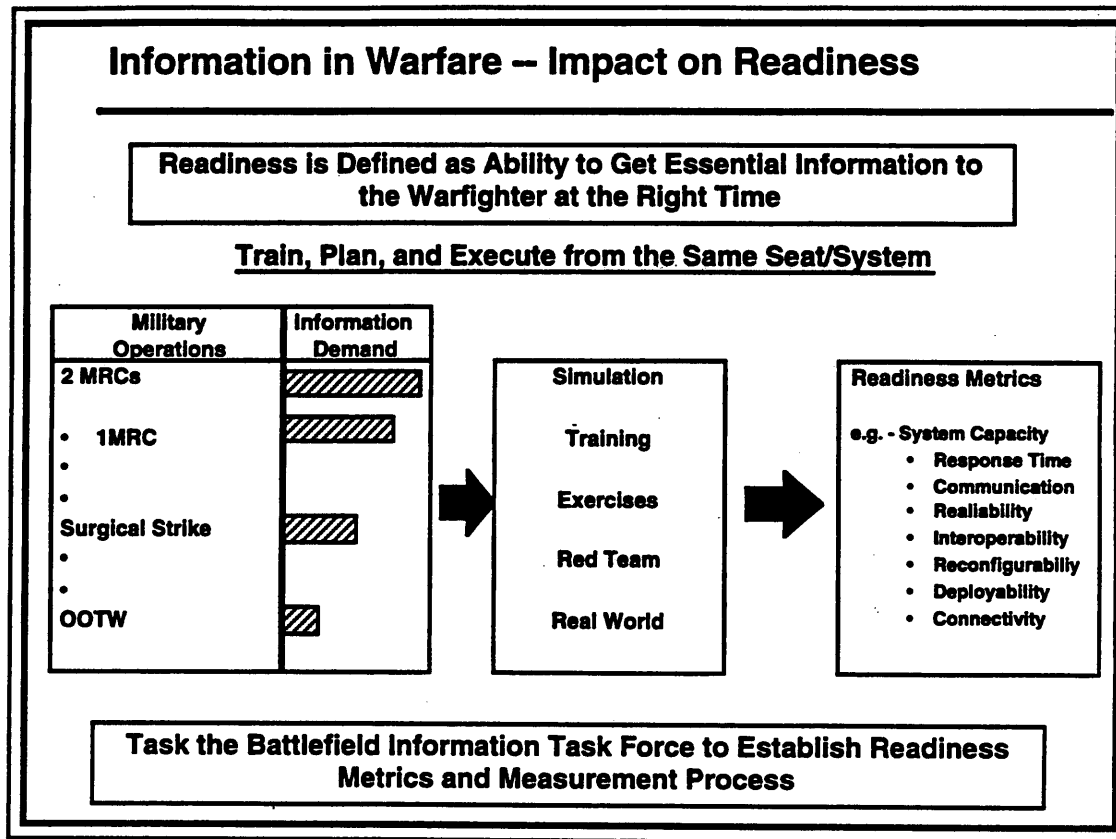 Information in Warfare -- Impact on Readiness
Readiness is Defined as Ability to Get Essential Information to
the Warfighter at the Right Time
Train, Plan, and Execute from the Same Seat/System
Military
Operations
Information
Demand
2 MRCs
• 1MRC
•
•
Surgical Strike
•
•
OOTW
Simulation
Training
Exercises
Red Team
Real World
Readiness Metrics
e.g. - System Capacity
• Response Time
• Communication
• Realiability
• Interoperability
• Reconfigurabiliy
• Deployability
• Connectivity
Task the Battlefield Information Task Force to Establish Readiness
Metrics and Measurement Process